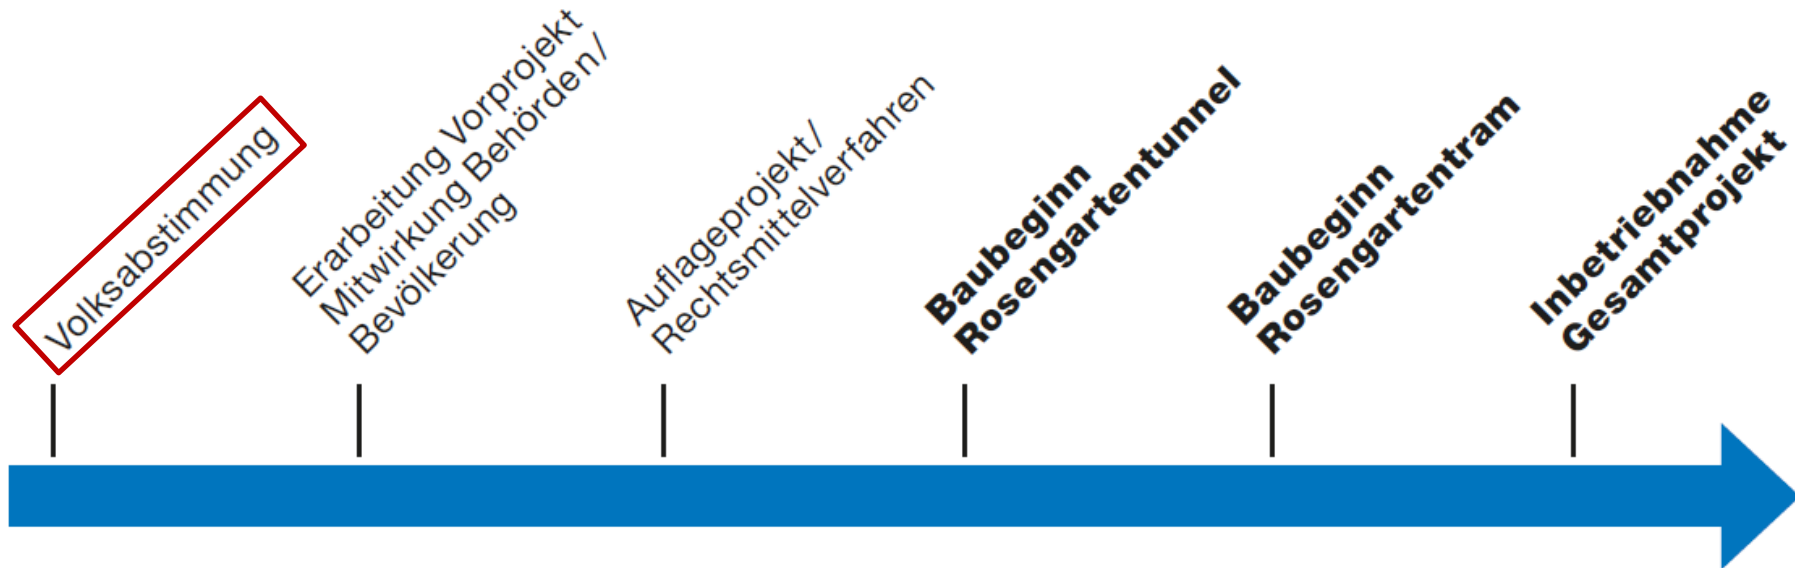 Volksabstimmung
Erarbeitung Vorprojekt
Mitwirkung Behörden/
Bevölkerung
Auflageprojekt/
Rechtsmittelverfahren
Baubeginn
Rosengartentunnel
Baubeginn
Rosengartentram
Inbetriebnahme
Gesamtprojekt